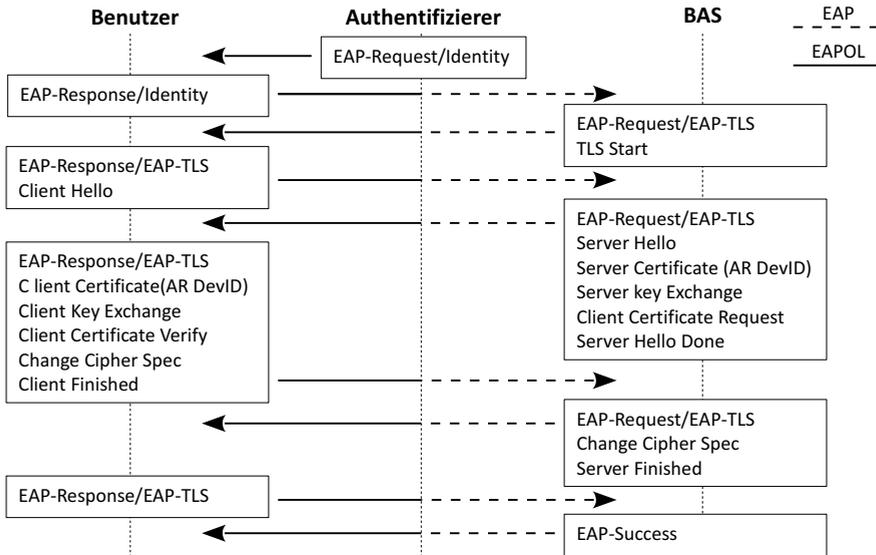 Benutzer
Authentifizierer
BAS
EAP
EAPOL
EAP-Request/Identity
EAP-Response/Identity
EAP-Request/EAP-TLS
TLS Start
EAP-Response/EAP-TLS
Client Hello
EAP-Request/EAP-TLS
Server Hello
Server Certificate (AR DevID)
Server key Exchange
Client Certificate Request
Server Hello Done
EAP-Response/EAP-TLS
C lient Certificate(AR DevID)
Client Key Exchange
Client Certificate Verify
Change Cipher Spec
Client Finished
EAP-Request/EAP-TLS
Change Cipher Spec
Server Finished
EAP-Response/EAP-TLS
EAP-Success